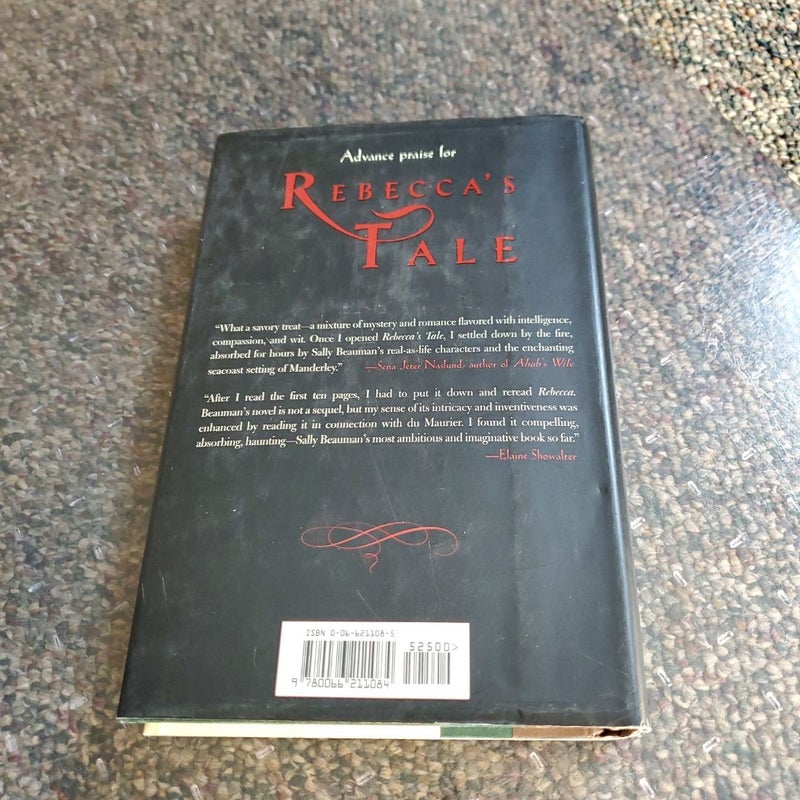 Advance praise for
REBECCA'S
TALE
“What a savory treat—a mixture of mystery and romance flavored with intelligence,
compassion, and wit. Once I opened Rebecca's Tale, I settled down by the fire,
absorbed for hours by Sally Beauman's real-as-life characters and the enchanting
seacoast setting of Manderley.” —Sena Jeter Naslund, author of Ahab's Wife
“After I read the first ten pages, I had to put it down and reread Rebecca.
Beauman's novel is not a sequel, but my sense of its intricacy and inventiveness was
enhanced by reading it in connection with du Maurier. I found it compelling,
absorbing, haunting—Sally Beauman's most ambitious and imaginative book so far.”
—Elaine Showalter
ISBN 0-06-621108-5
52500>
9 780066 211084